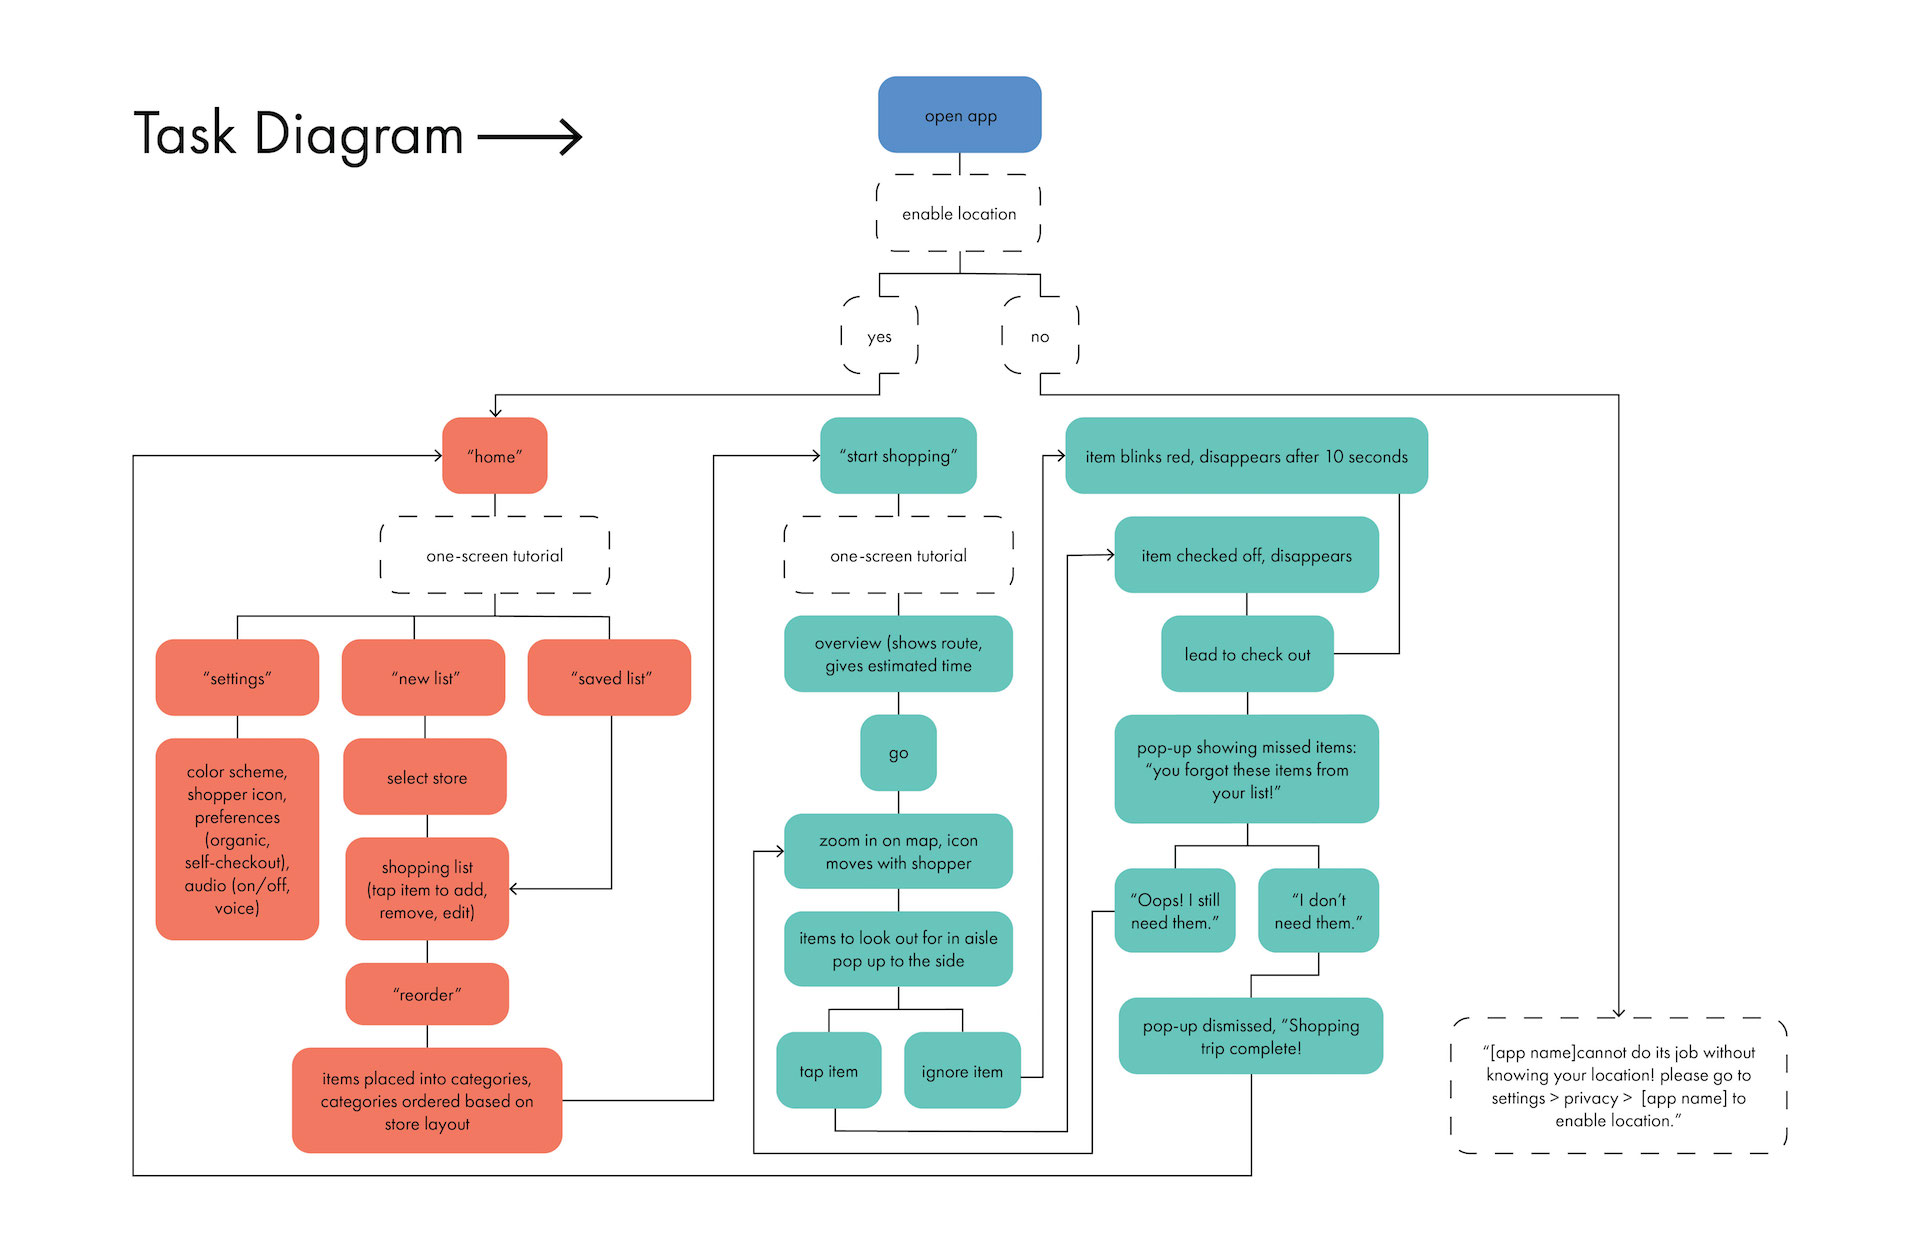 Task Diagram
open app
enable location
yes
no
“home”
“start shopping”
item blinks red, disappears after 10 seconds
one-screen tutorial
one-screen tutorial
item checked off, disappears
“settings”
“new list”
“saved list”
overview (shows route,
gives estimated time
lead to check out
color scheme,
shopper icon,
preferences
(organic,
self-checkout),
audio (on/off,
voice)
select store
go
pop-up showing missed items:
“you forgot these items from
your list!”
shopping list
(tap item to add,
remove, edit)
zoom in on map, icon
moves with shopper
“Oops! I still
need them.”
“I don’t
need them.”
“reorder”
items to look out for in aisle
pop up to the side
items placed into categories,
categories ordered based on
store layout
tap item
ignore item
pop-up dismissed, “Shopping
trip complete!
“[app name]cannot do its job without
knowing your location! please go to
settings > privacy > [app name] to
enable location.”